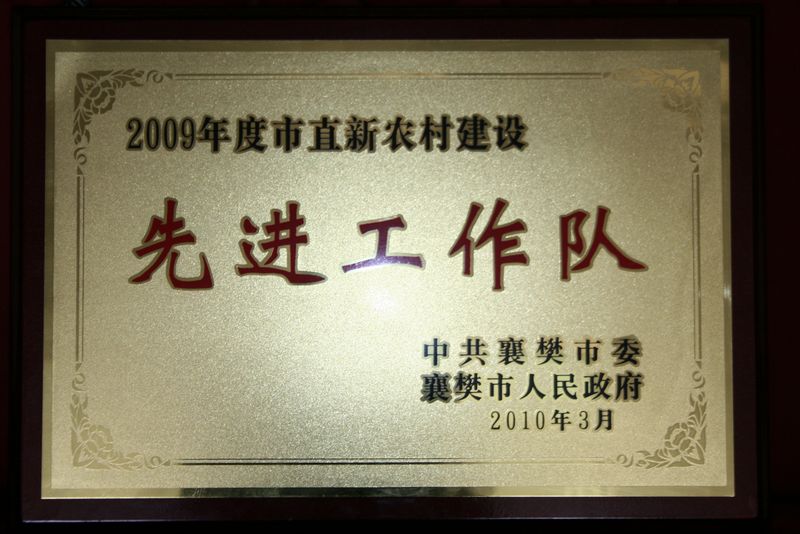 2009年度市直新农村建设
先进工作队
中共襄樊市委
襄樊市人民政府
2010年3月